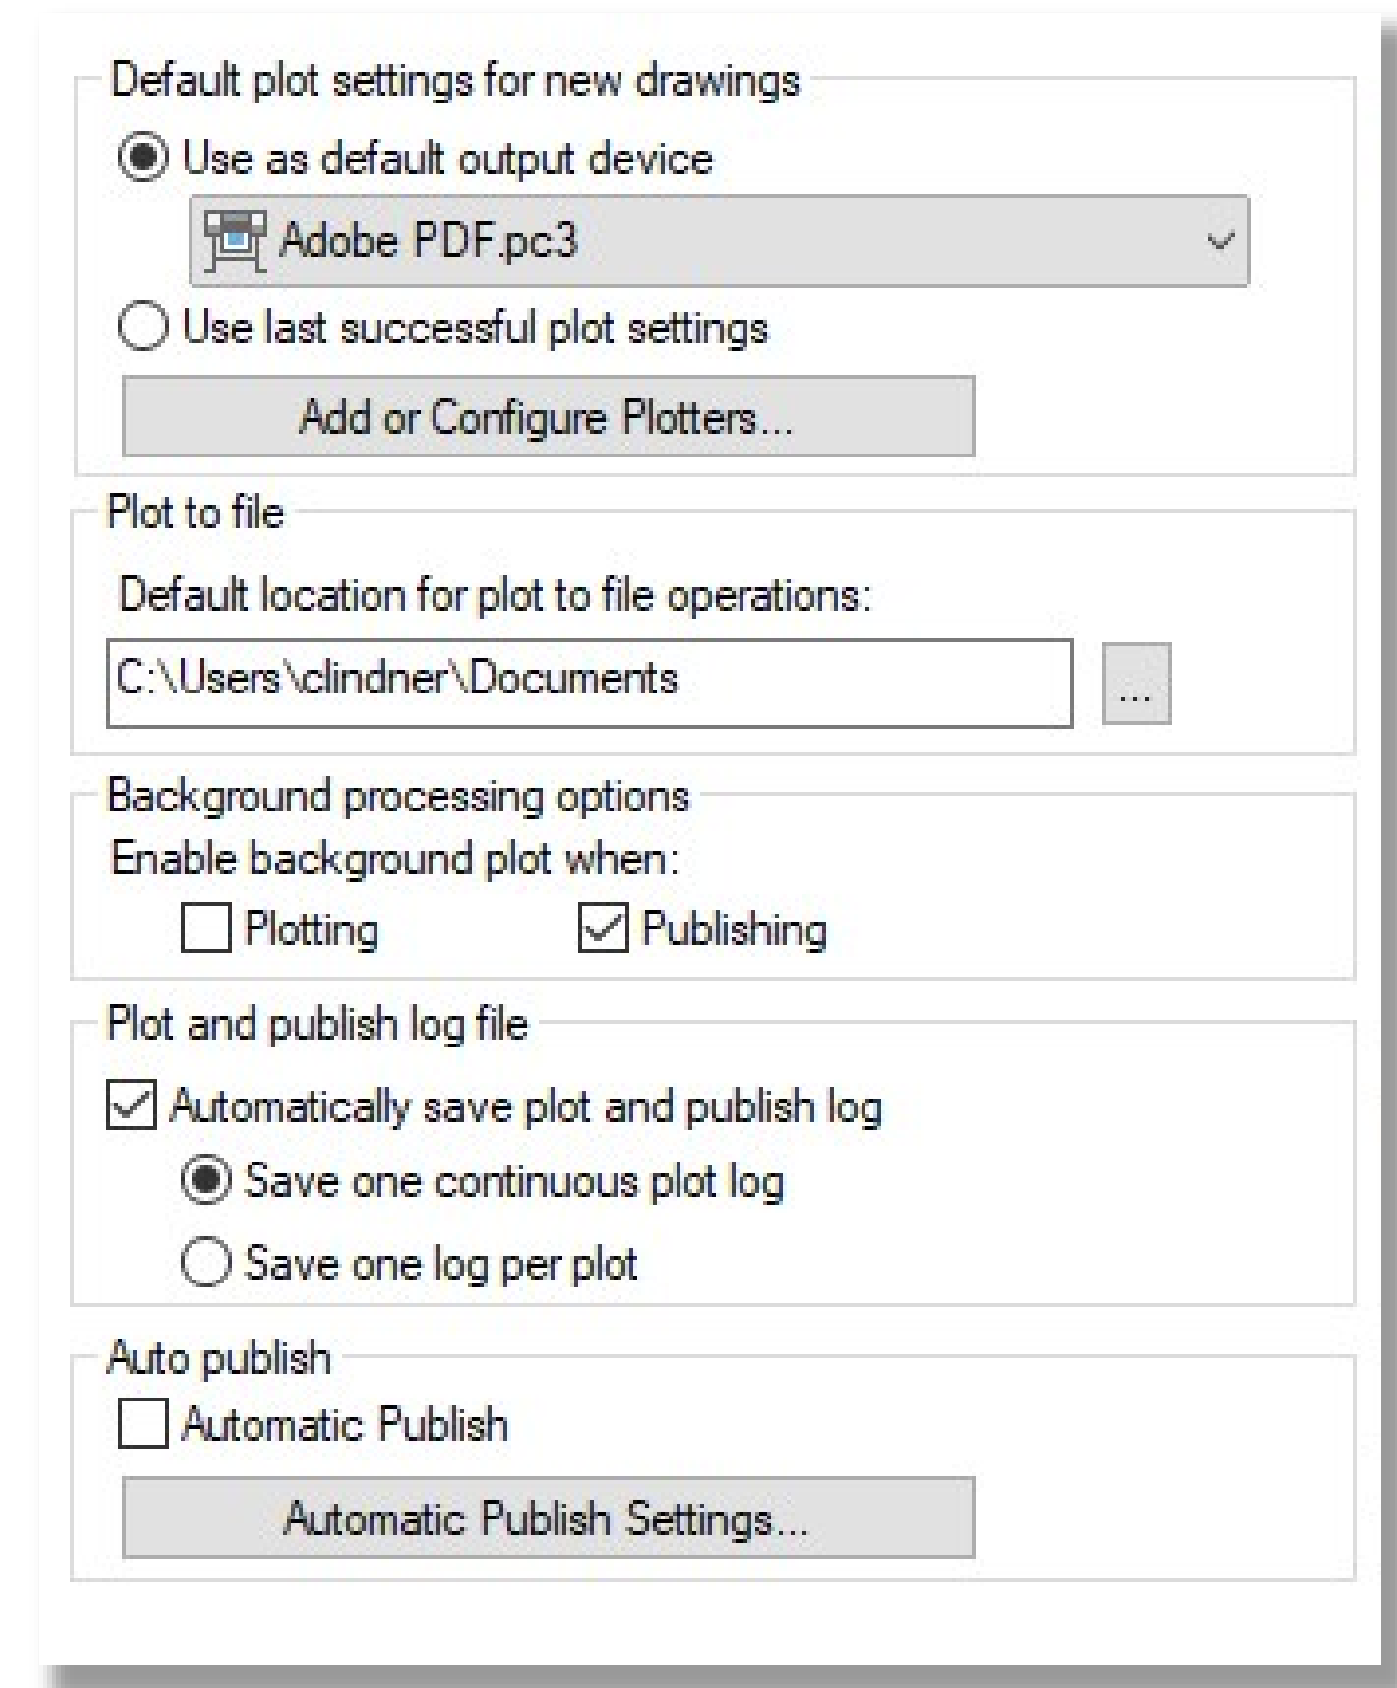 Default plot settings for new drawings
Use as default output device
Adobe PDF.pc3
Use last successful plot settings
Add or Configure Plotters...
Plot to file
Default location for plot to file operations:
C:\Users\clindner\Documents
...
Background processing options
Enable background plot when:
Plotting Publishing
Plot and publish log file
Automatically save plot and publish log
Save one continuous plot log
Save one log per plot
Auto publish
Automatic Publish
Automatic Publish Settings...